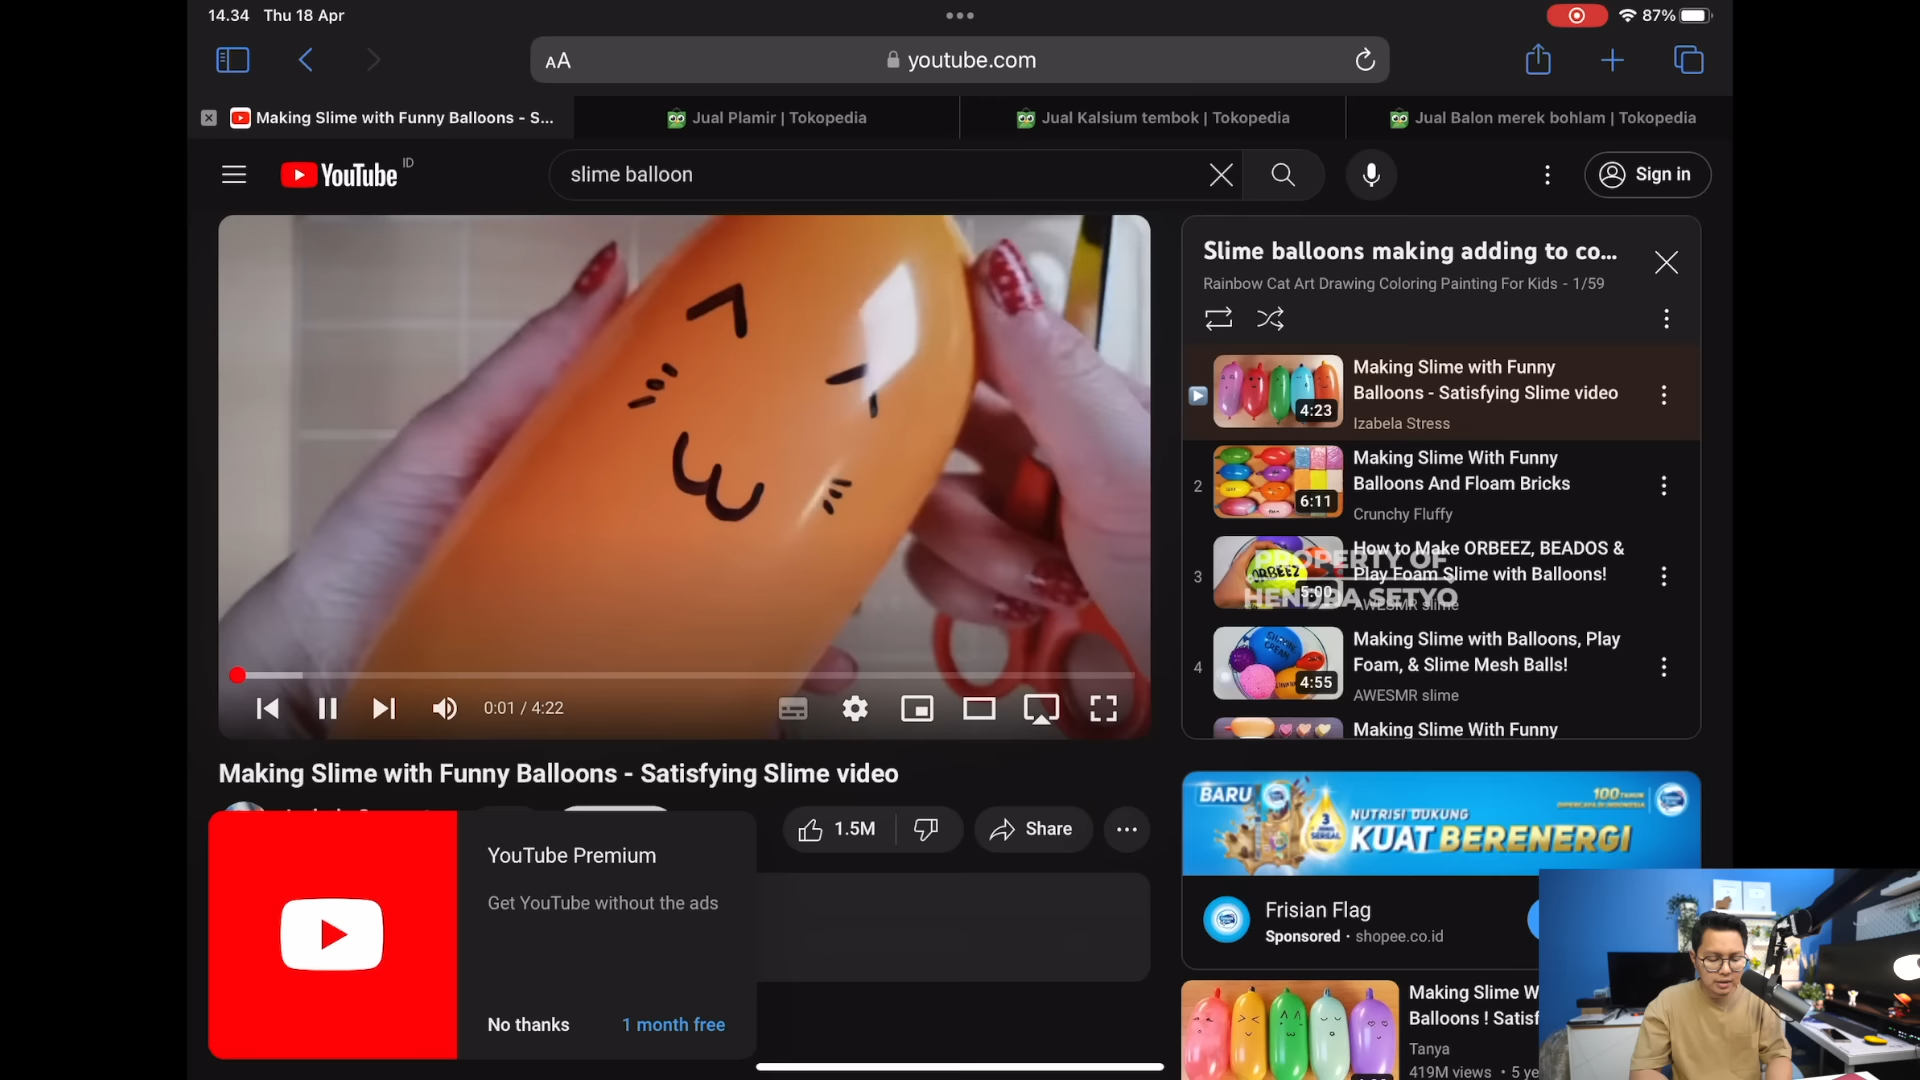 14.34 Thu 18 Apr
87%
AA
youtube.com
Making Slime with Funny Balloons - S...
Jual Plamir | Tokopedia
Jual Kalsium tembok | Tokopedia
Jual Balon merek bohlam | Tokopedia
YouTube ID
slime balloon
Sign in
Slime balloons making adding to co...
Rainbow Cat Art Drawing Coloring Painting For Kids - 1/59
Making Slime with Funny
Balloons - Satisfying Slime video
4:23
Izabela Stress
Making Slime With Funny
2
Balloons And Floam Bricks
6:11
Crunchy Fluffy
How to Make ORBEEZ, BEADOS &
PROPERTY OF
3
ORBEEZ
Play Foam Slime with Balloons!
5:00
HENDRA SETYO
AWESMR slime
Making Slime with Balloons, Play
4
Foam, & Slime Mesh Balls!
4:55
AWESMR slime
Making Slime With Funny
0:01 / 4:22
Making Slime with Funny Balloons - Satisfying Slime video
1.5M
Share
YouTube Premium
Get YouTube without the ads
No thanks
1 month free
BARU
100 TAHUN
3
NUTRISI DUKUNG
KUAT BERENERGI
Frisian Flag
Sponsored · shopee.co.id
Making Slime W
Balloons ! Satisf
Tanya
419M views • 5 ye